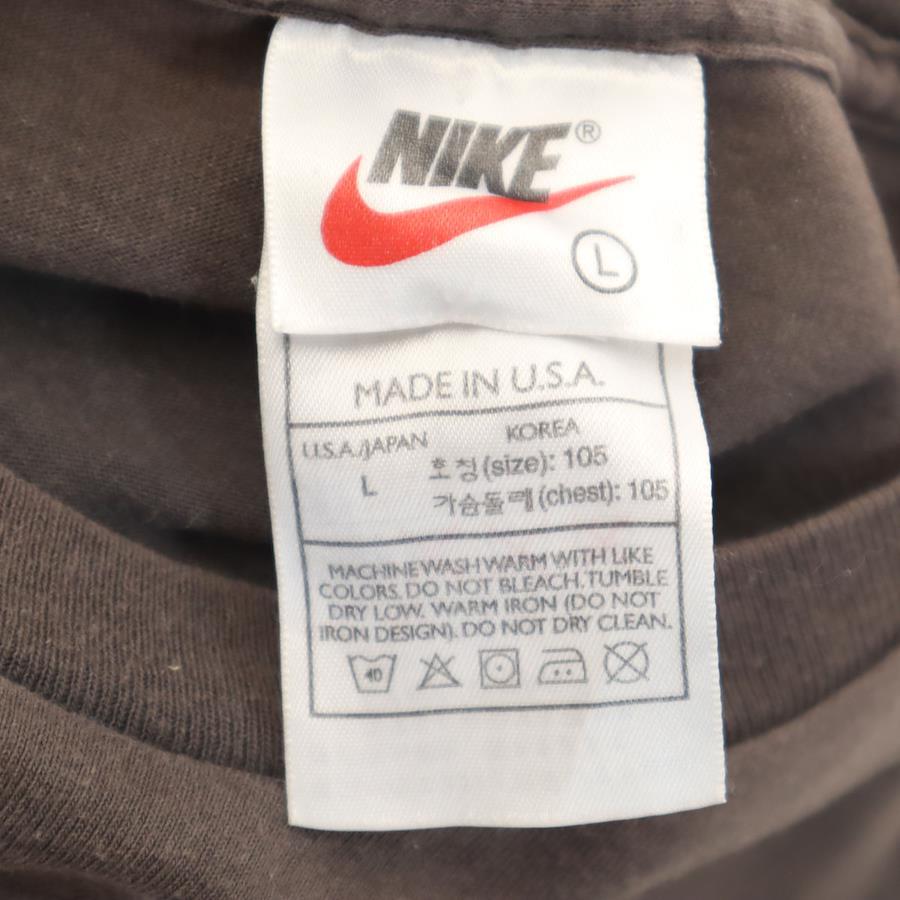 NIKE®
L
MADE IN U.S.A.
U.S.A./JAPAN KOREA
L 호칭(size): 105
가슴둘레(chest): 105
MACHINE WASH WARM WITH LIKE
COLORS. DO NOT BLEACH. TUMBLE
DRY LOW. WARM IRON (DO NOT
IRON DESIGN). DO NOT DRY CLEAN.
40